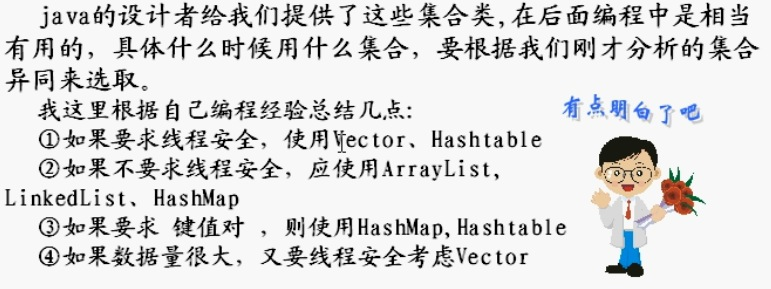 java的设计者给我们提供了这些集合类,在后面编程中是相当
有用的，具体什么时候用什么集合，要根据我们刚才分析的集合
异同来选取。
我这里根据自己编程经验总结几点:
有点明白了吧
①如果要求线程安全，使用Vector、Hashtable
②如果不要求线程安全，应使用ArrayList,
LinkedList、HashMap
③如果要求 键值对 ，则使用HashMap,Hashtable
④如果数据量很大，又要线程安全考虑Vector